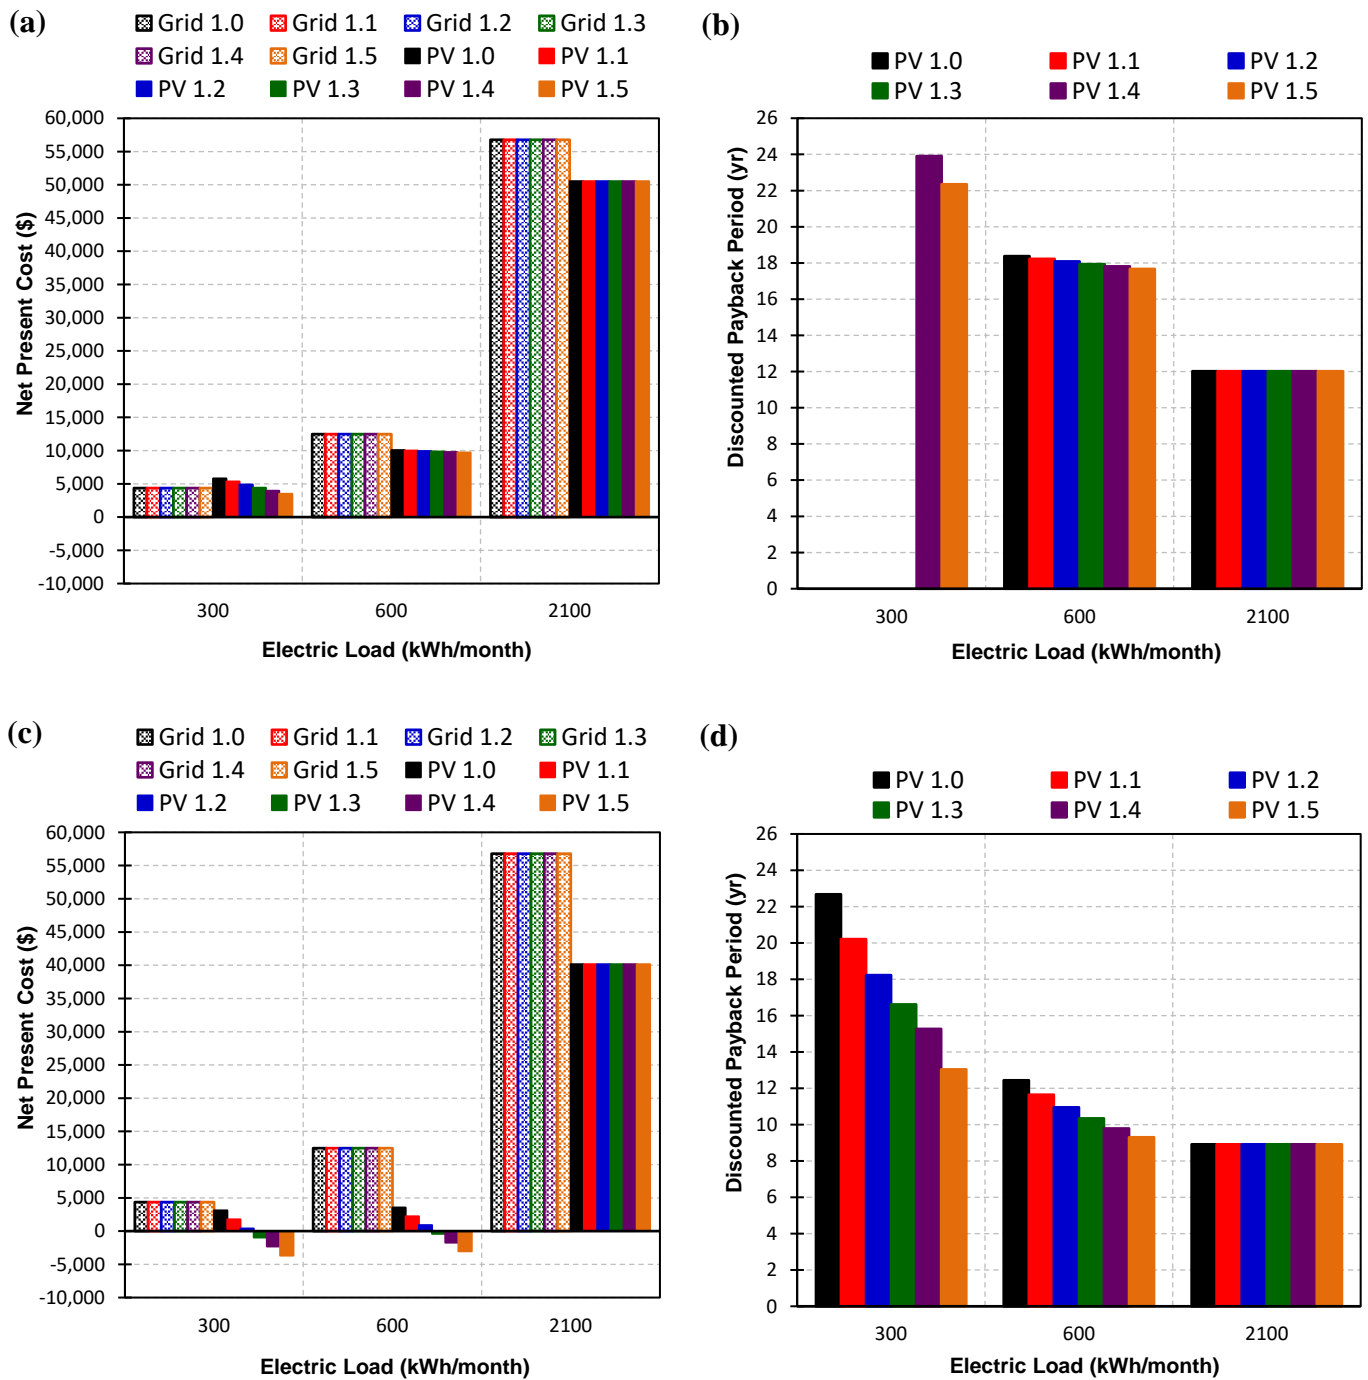 (a)
Grid 1.0 Grid 1.1 Grid 1.2 Grid 1.3
Grid 1.4 Grid 1.5 PV 1.0 PV 1.1
PV 1.2 PV 1.3 PV 1.4 PV 1.5
Net Present Cost ($)
60,000
55,000
50,000
45,000
40,000
35,000
30,000
25,000
20,000
15,000
10,000
5,000
0
-5,000
-10,000
300 600 2100
Electric Load (kWh/month)
(b)
PV 1.0 PV 1.1 PV 1.2
PV 1.3 PV 1.4 PV 1.5
Discounted Payback Period (yr)
26
24
22
20
18
16
14
12
10
8
6
4
2
0
300 600 2100
Electric Load (kWh/month)
(c)
Grid 1.0 Grid 1.1 Grid 1.2 Grid 1.3
Grid 1.4 Grid 1.5 PV 1.0 PV 1.1
PV 1.2 PV 1.3 PV 1.4 PV 1.5
Net Present Cost ($)
60,000
55,000
50,000
45,000
40,000
35,000
30,000
25,000
20,000
15,000
10,000
5,000
0
-5,000
-10,000
300 600 2100
Electric Load (kWh/month)
(d)
PV 1.0 PV 1.1 PV 1.2
PV 1.3 PV 1.4 PV 1.5
Discounted Payback Period (yr)
26
24
22
20
18
16
14
12
10
8
6
4
2
0
300 600 2100
Electric Load (kWh/month)